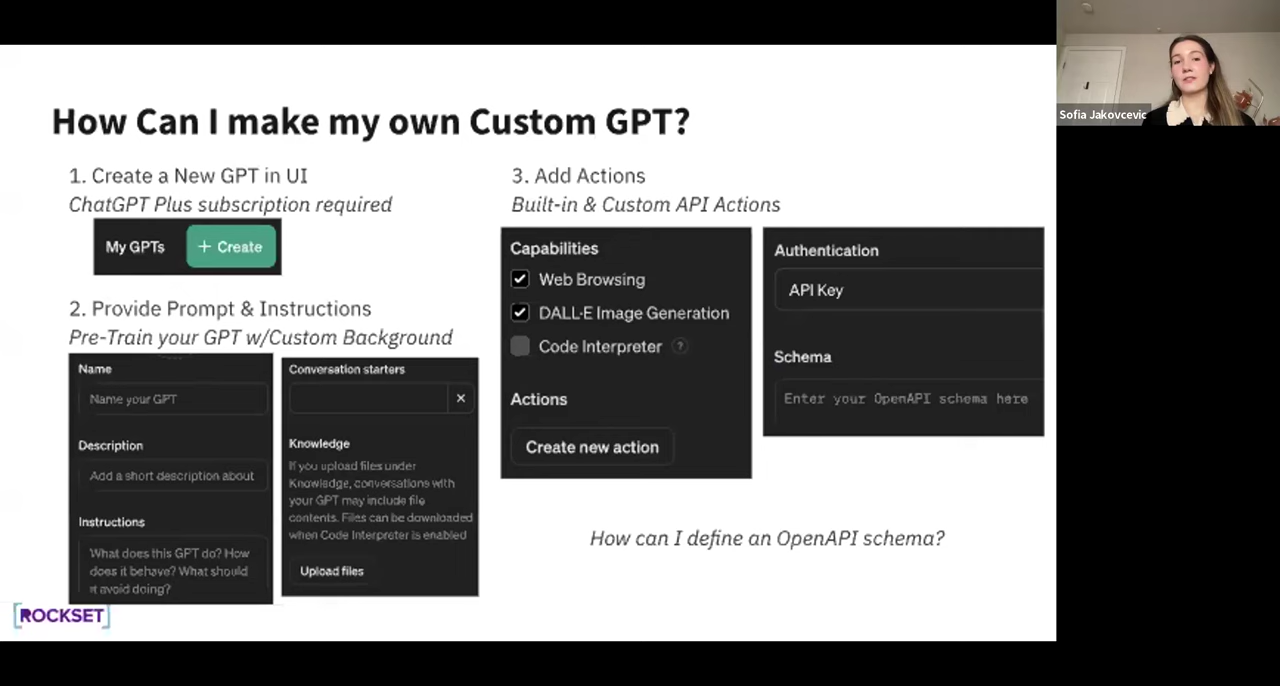 How Can I make my own Custom GPT?
1. Create a New GPT in UI
ChatGPT Plus subscription required
My GPTs
+ Create
2. Provide Prompt & Instructions
Pre-Train your GPT w/Custom Background
Name
Name your GPT
Description
Add a short description about
Instructions
What does this GPT do? How
does it behave? What should
it avoid doing?
Conversation starters
Knowledge
If you upload files under
Knowledge, conversations with
your GPT may include file
contents. Files can be downloaded
when Code Interpreter is enabled
Upload files
3. Add Actions
Built-in & Custom API Actions
Capabilities
Web Browsing
DALL·E Image Generation
Code Interpreter ?
Actions
Create new action
Authentication
API Key
Schema
Enter your OpenAPI schema here
How can I define an OpenAPI schema?
[ROCKSET]
Sofia Jakovcevic